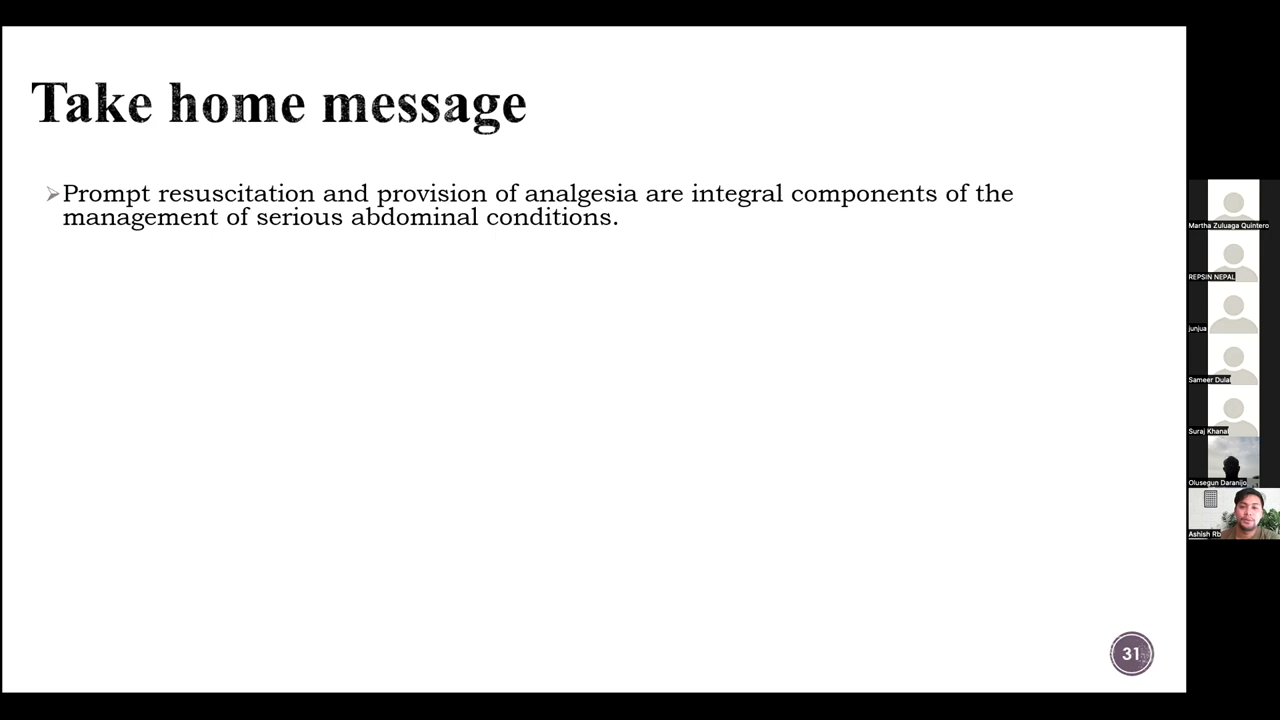 Take home message
Prompt resuscitation and provision of analgesia are integral components of the
management of serious abdominal conditions.
31
Martha Zuluaga Quintero
REPSIN NEPAL
junjua
Sameer Dulal
Suraj Khanal
Olusegun Daranijo
Ashish Rb